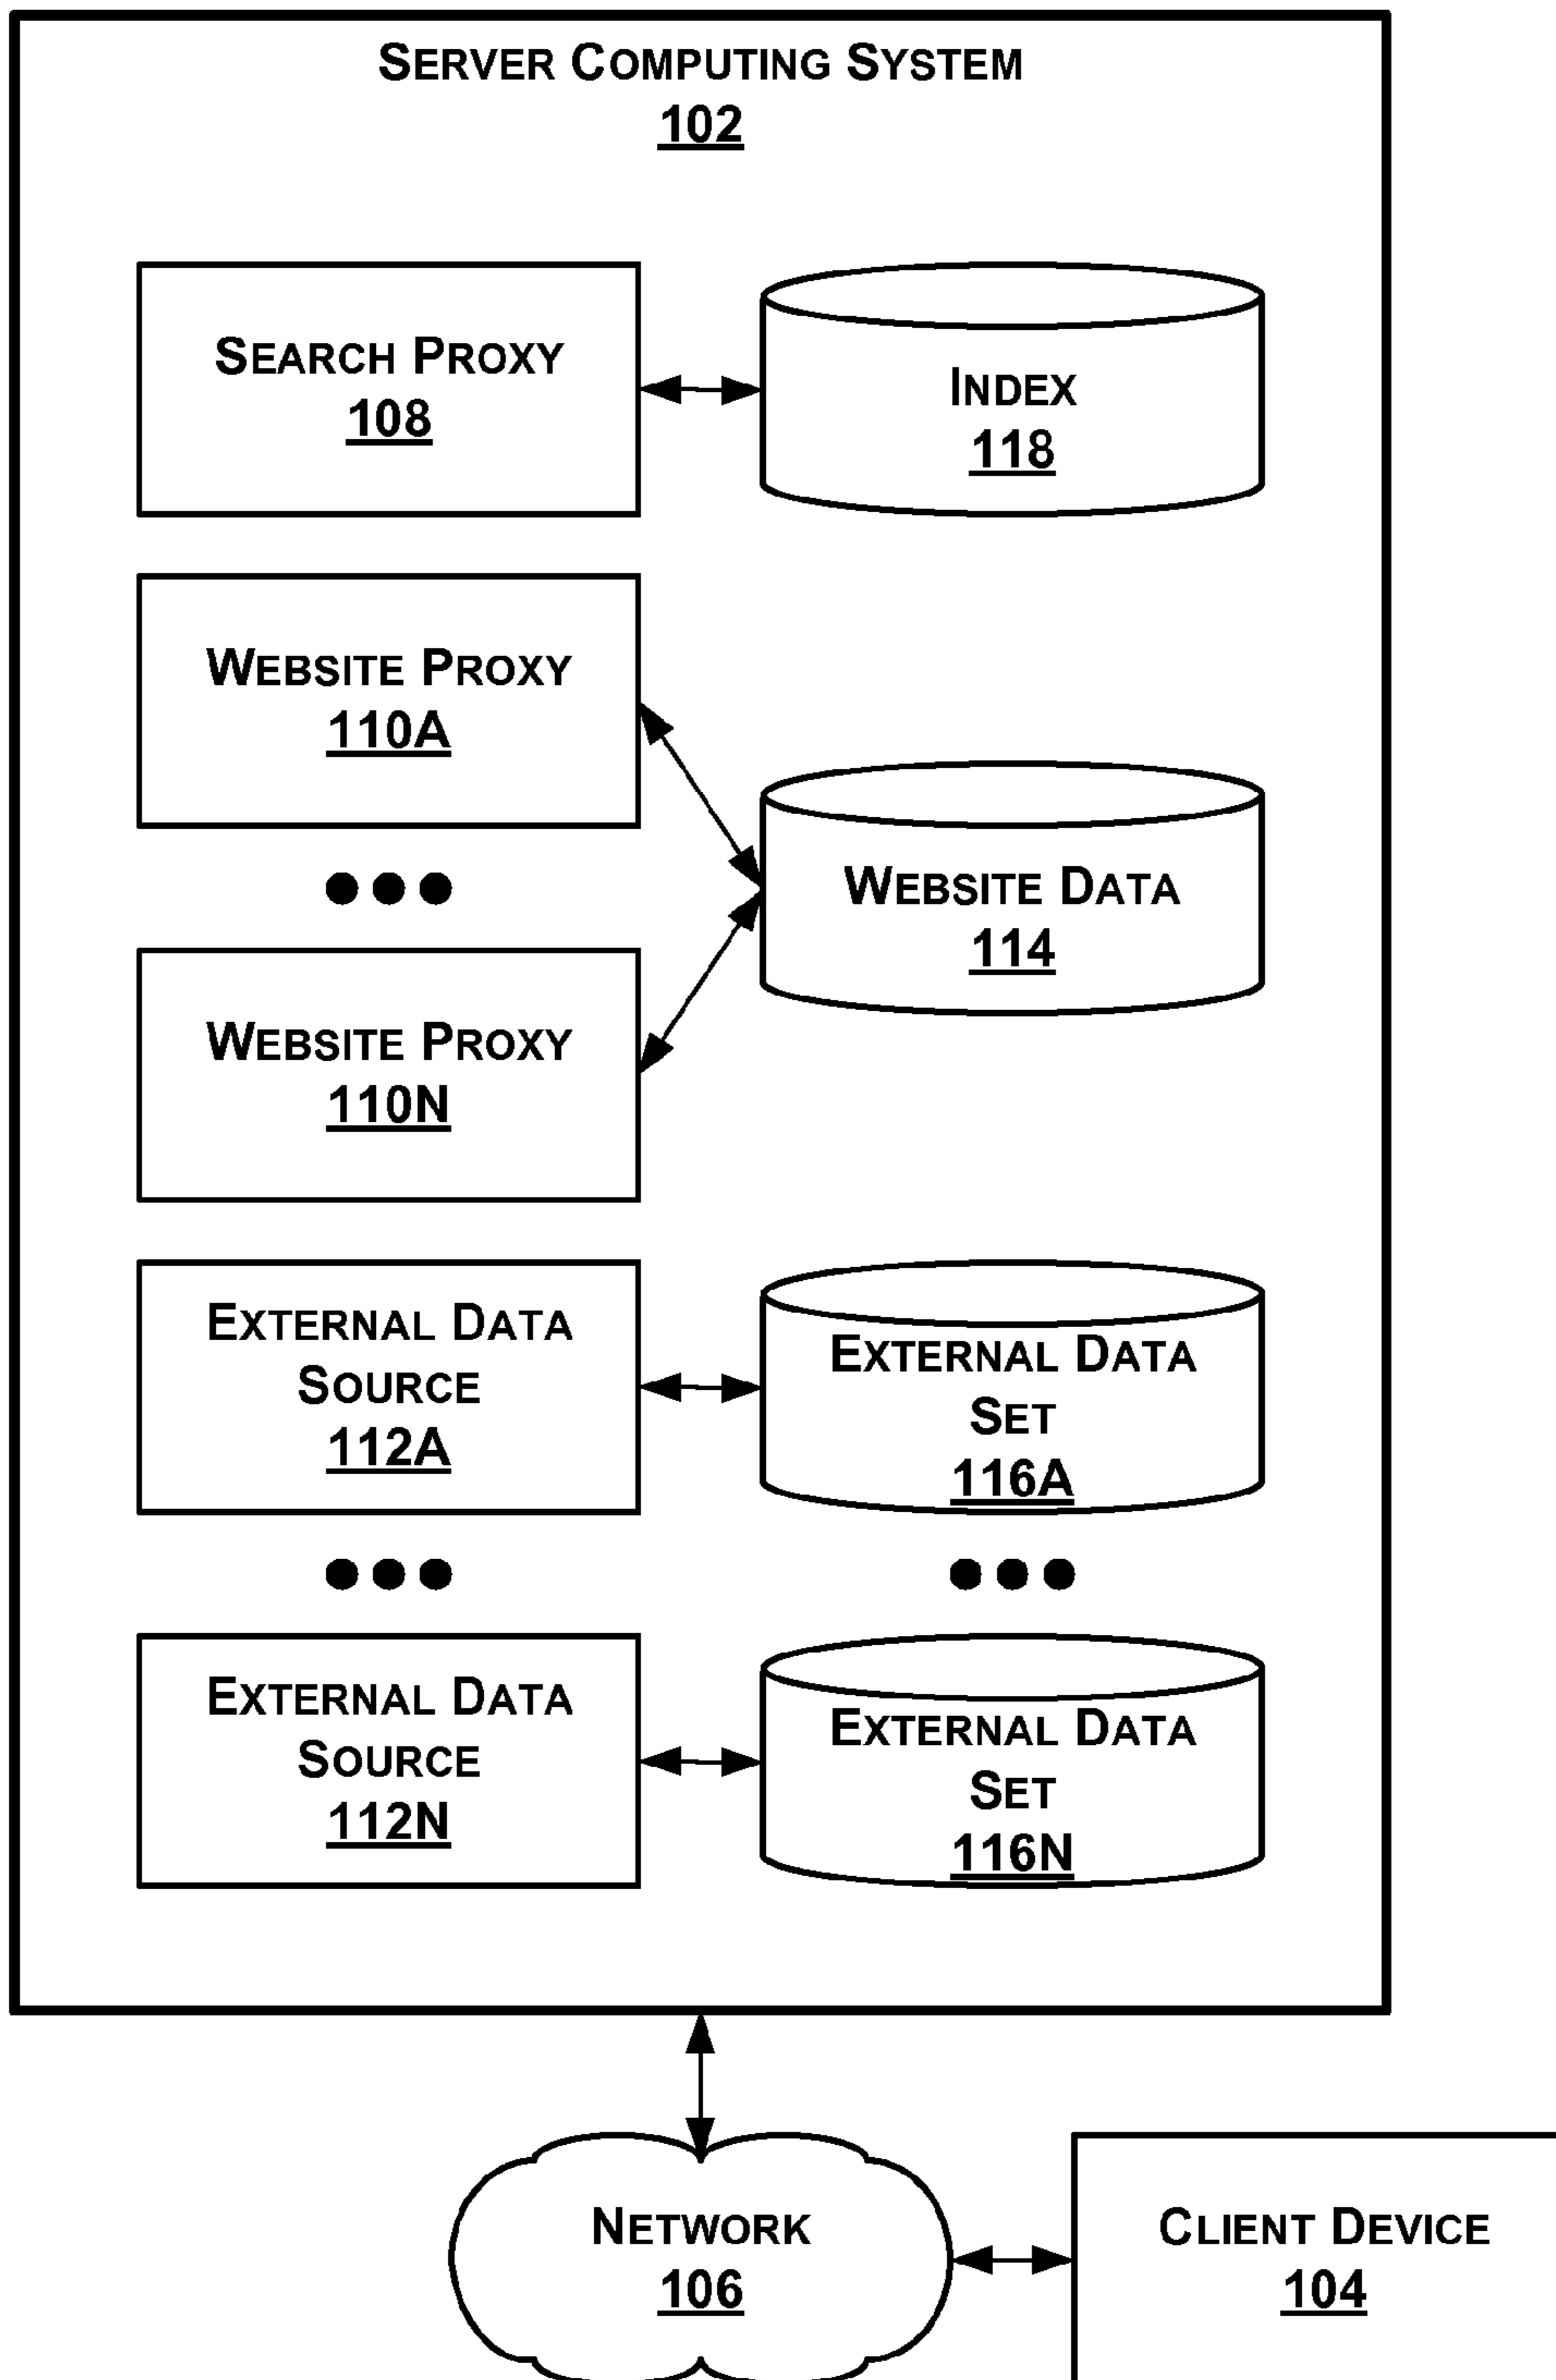 SERVER COMPUTING SYSTEM
102
SEARCH PROXY
108
INDEX
118
WEBSITE PROXY
110A
WEBSITE DATA
114
WEBSITE PROXY
110N
EXTERNAL DATA
SOURCE
112A
EXTERNAL DATA
SET
116A
EXTERNAL DATA
SOURCE
112N
EXTERNAL DATA
SET
116N
NETWORK
106
CLIENT DEVICE
104